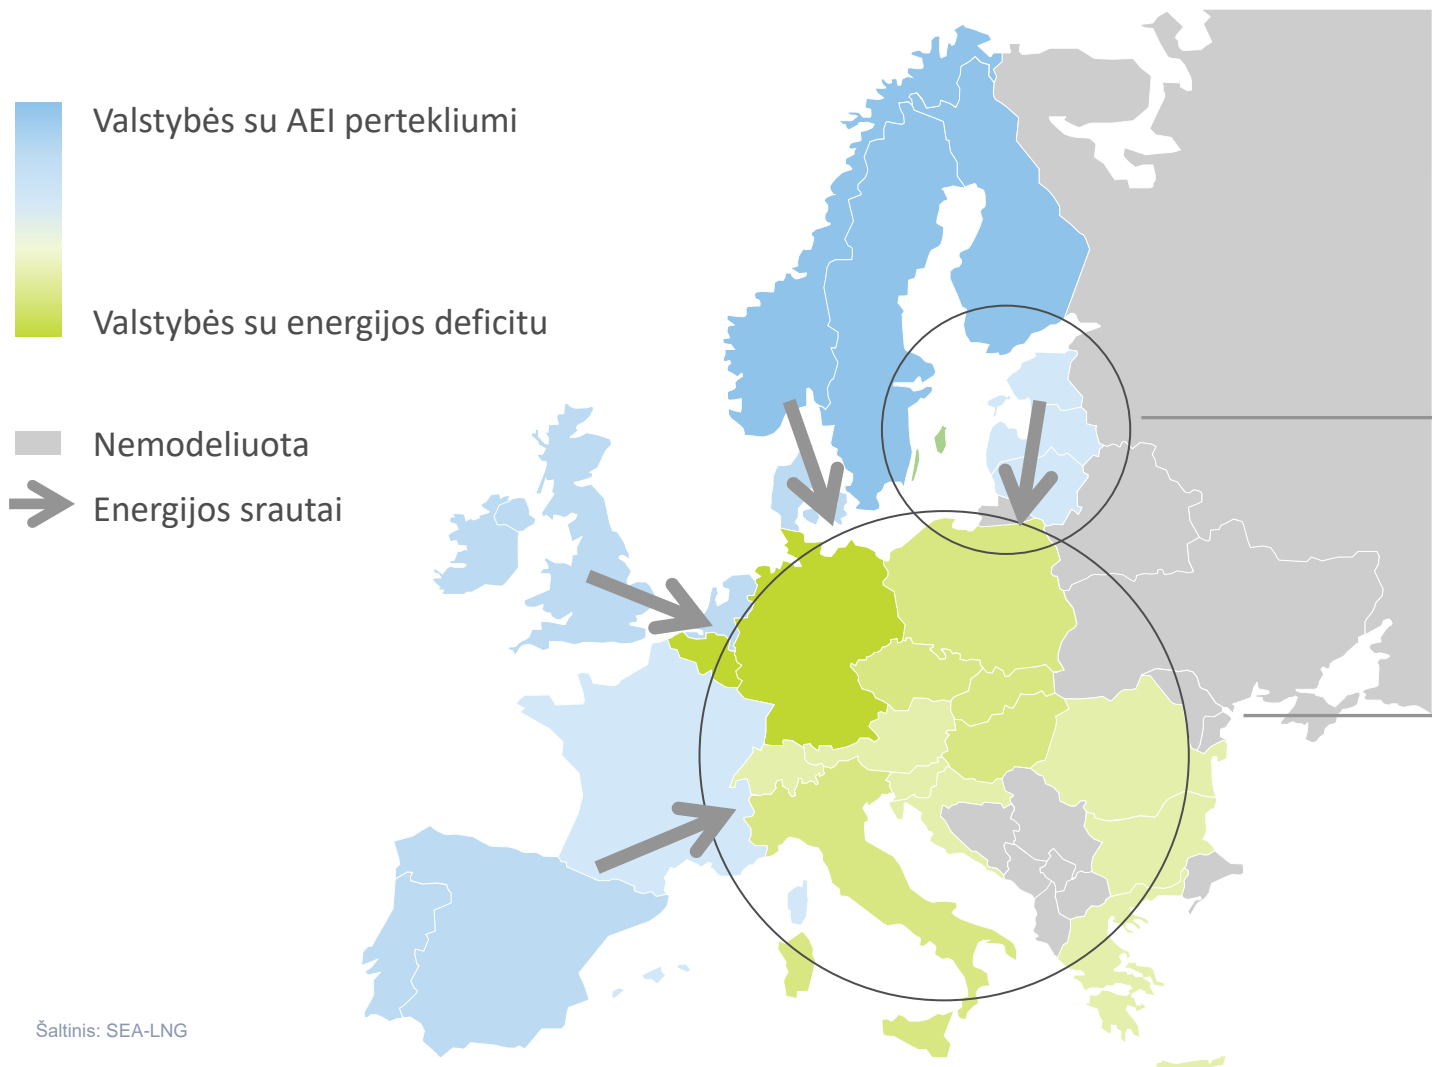 Valstybės su AEI pertekliumi
Valstybės su energijos deficitu
Nemodeliuota
Energijos srautai
Šaltinis: SEA-LNG